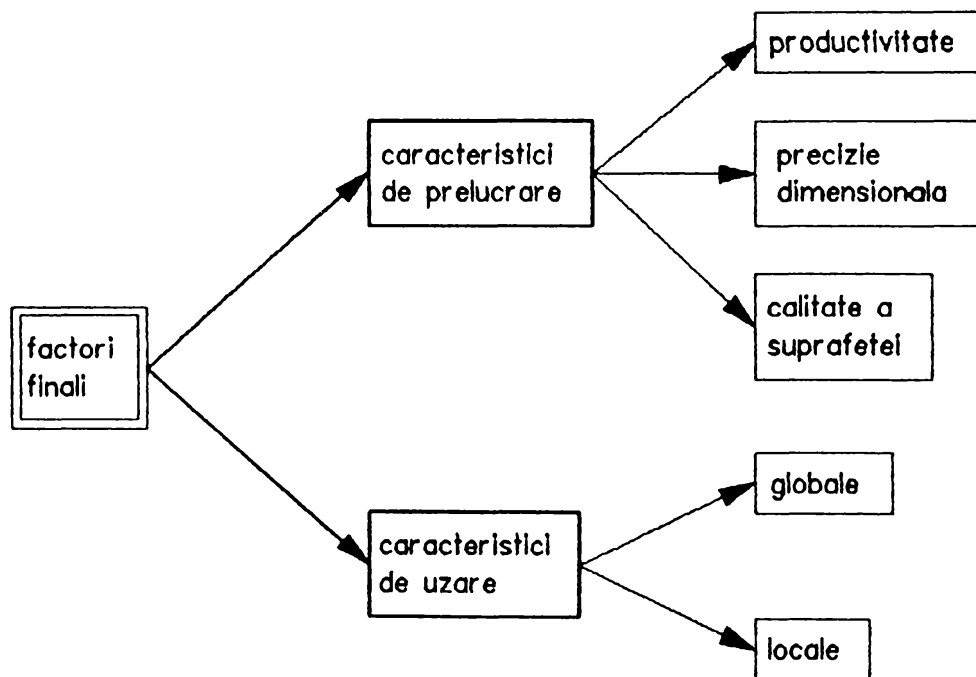 productivitate
caracteristici
de prelucrare
precizie
dimensionala
calitate a
suprafetei
factori
finali
globale
caracteristici
de uzare
locale